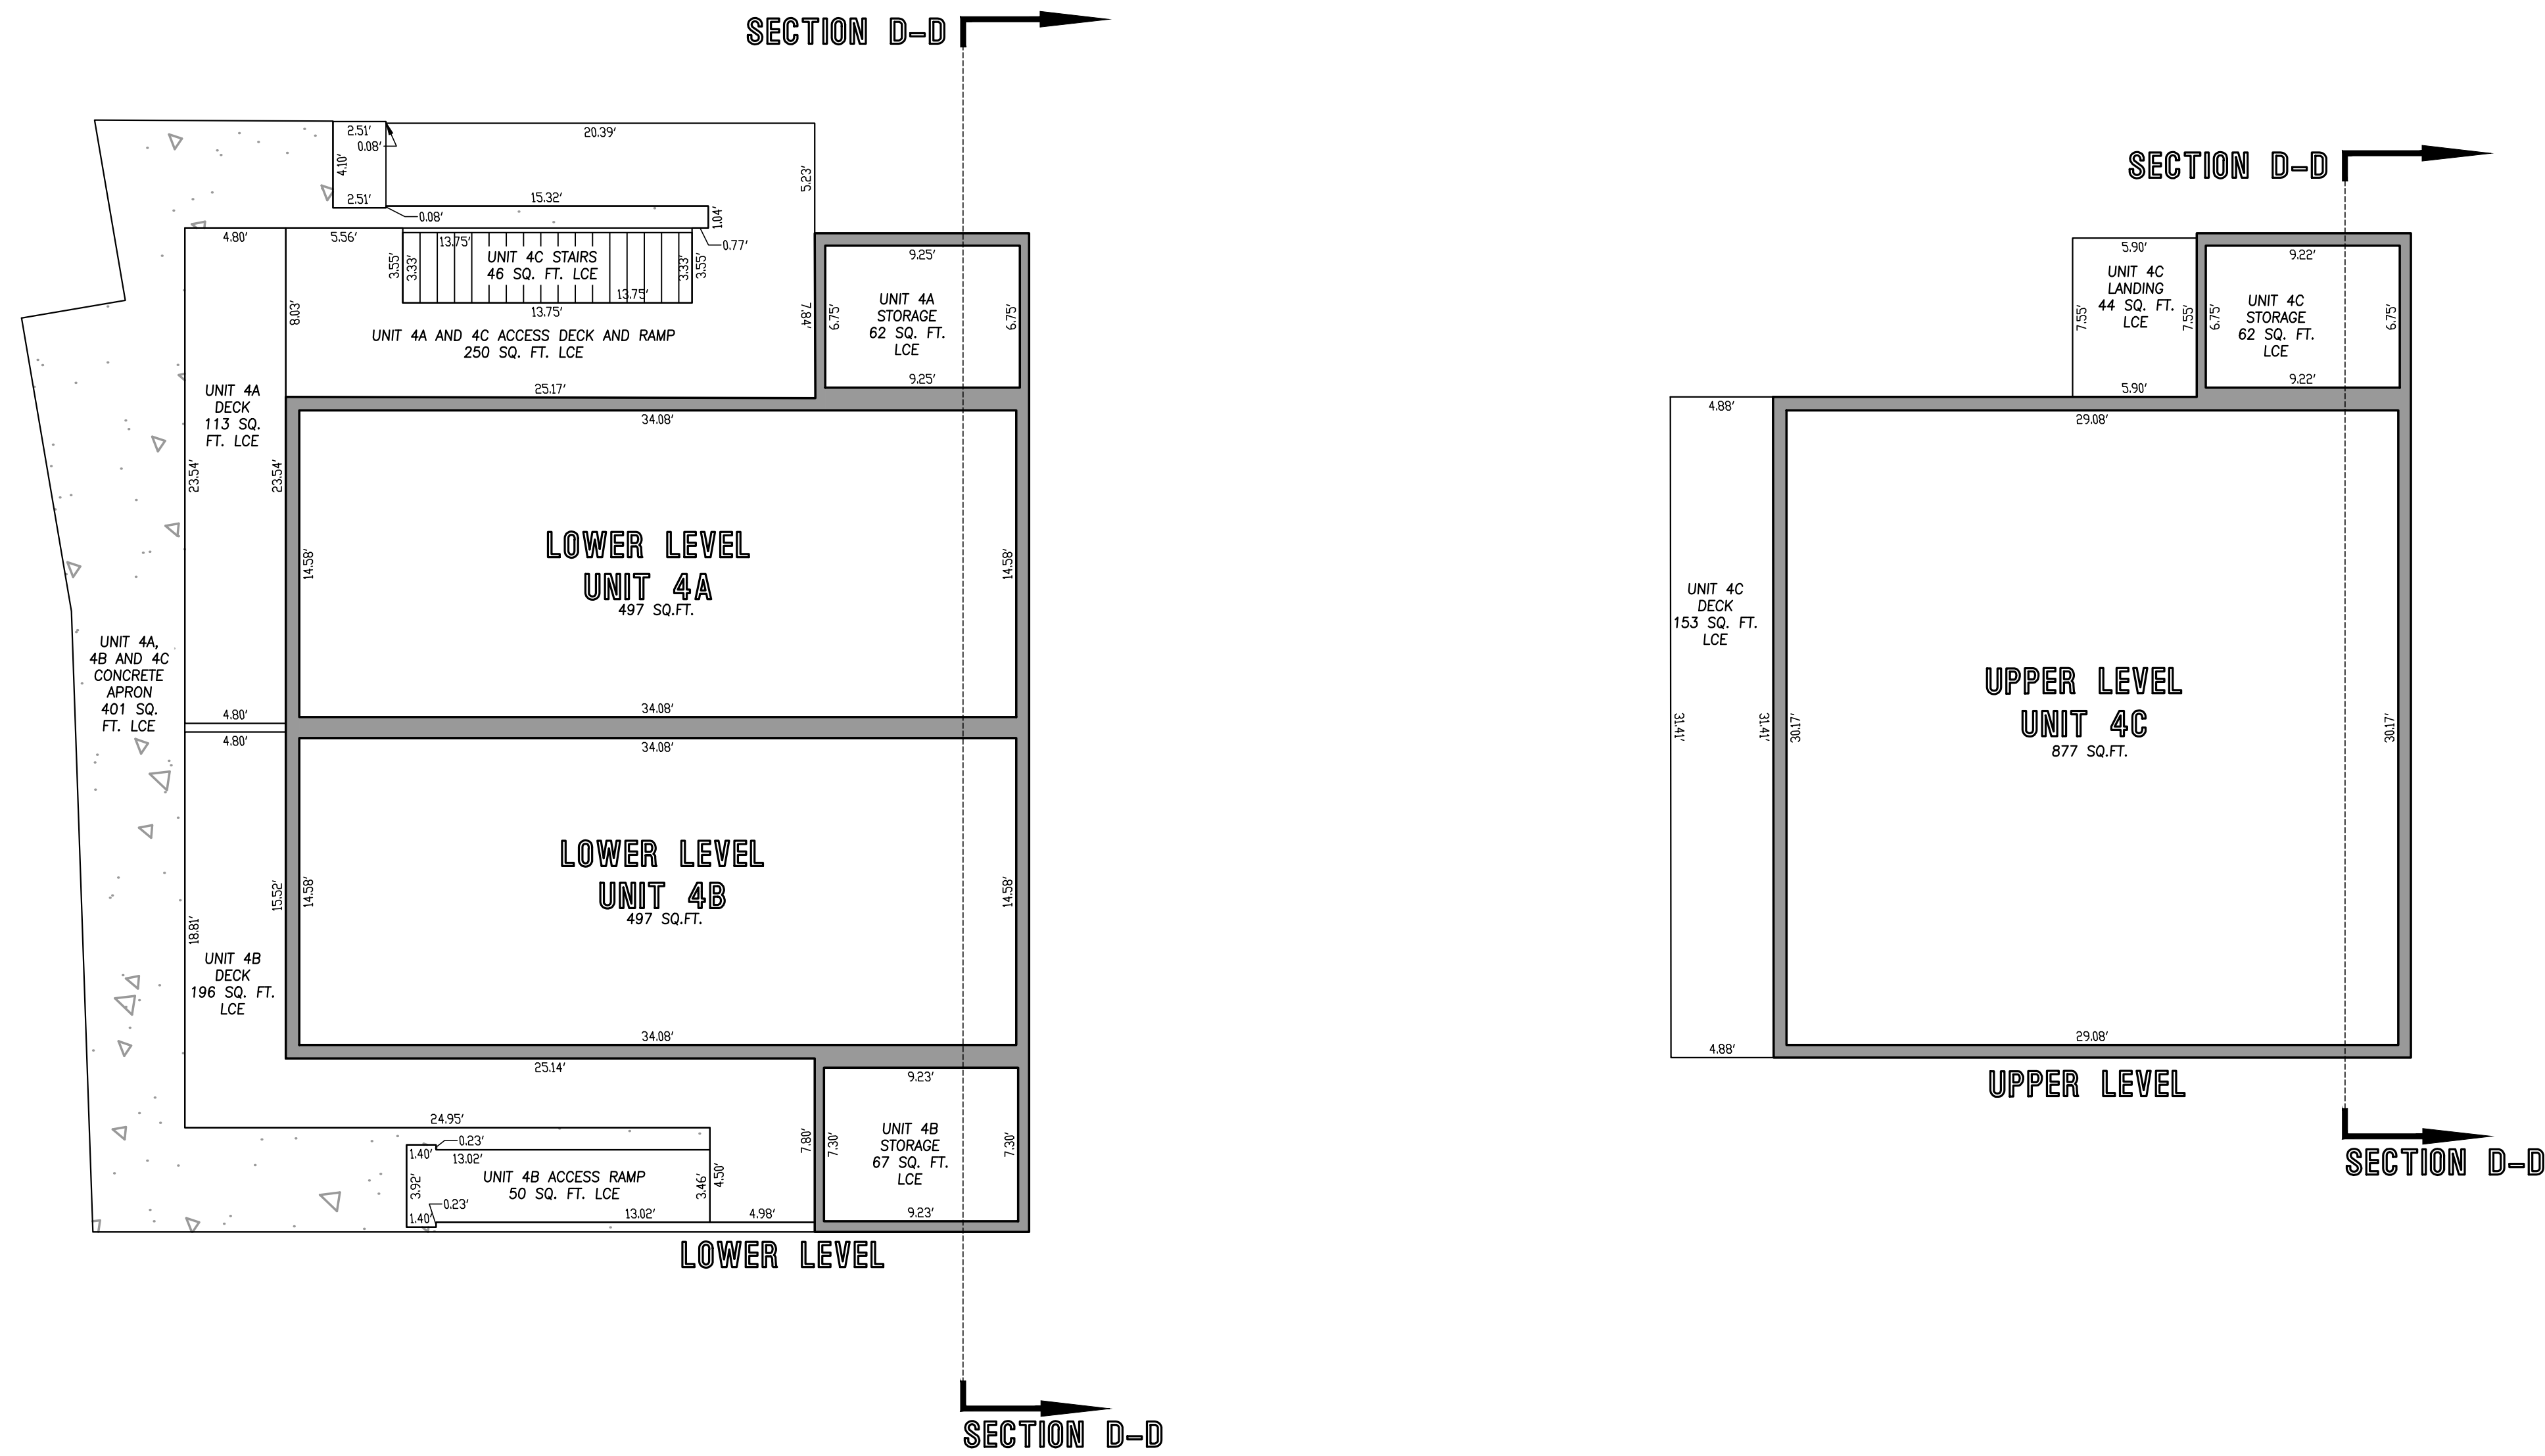 SECTION D-D
2.51'
0.08'
4.10'
2.51'
0.08'
20.39'
5.23'
15.32'
1.04'
0.77'
4.80'
5.56'
13.75'
3.55'
3.33'
UNIT 4C STAIRS
46 SQ. FT. LCE
3.33'
3.55'
13.75'
13.75'
8.03'
7.84'
UNIT 4A AND 4C ACCESS DECK AND RAMP
250 SQ. FT. LCE
25.17'
9.25'
6.75'
UNIT 4A
STORAGE
62 SQ. FT.
LCE
6.75'
9.25'
UNIT 4A
DECK
113 SQ.
FT. LCE
23.54'
23.54'
4.80'
34.08'
14.58'
LOWER LEVEL
UNIT 4A
497 SQ.FT.
14.58'
34.08'
UNIT 4A,
4B AND 4C
CONCRETE
APRON
401 SQ.
FT. LCE
4.80'
18.81'
15.52'
UNIT 4B
DECK
196 SQ. FT.
LCE
34.08'
14.58'
LOWER LEVEL
UNIT 4B
497 SQ.FT.
14.58'
34.08'
25.14'
24.95'
0.23'
1.40'
13.02'
3.92'
UNIT 4B ACCESS RAMP
50 SQ. FT. LCE
0.23'
1.40'
13.02'
3.46'
4.50'
4.98'
7.80'
9.23'
7.30'
UNIT 4B
STORAGE
67 SQ. FT.
LCE
7.30'
9.23'
LOWER LEVEL
SECTION D-D
SECTION D-D
5.90'
UNIT 4C
LANDING
44 SQ. FT.
LCE
7.55'
7.55'
5.90'
9.22'
6.75'
UNIT 4C
STORAGE
62 SQ. FT.
LCE
6.75'
9.22'
4.88'
UNIT 4C
DECK
153 SQ. FT.
LCE
31.41'
31.41'
4.88'
29.08'
30.17'
UPPER LEVEL
UNIT 4C
877 SQ.FT.
30.17'
29.08'
UPPER LEVEL
SECTION D-D